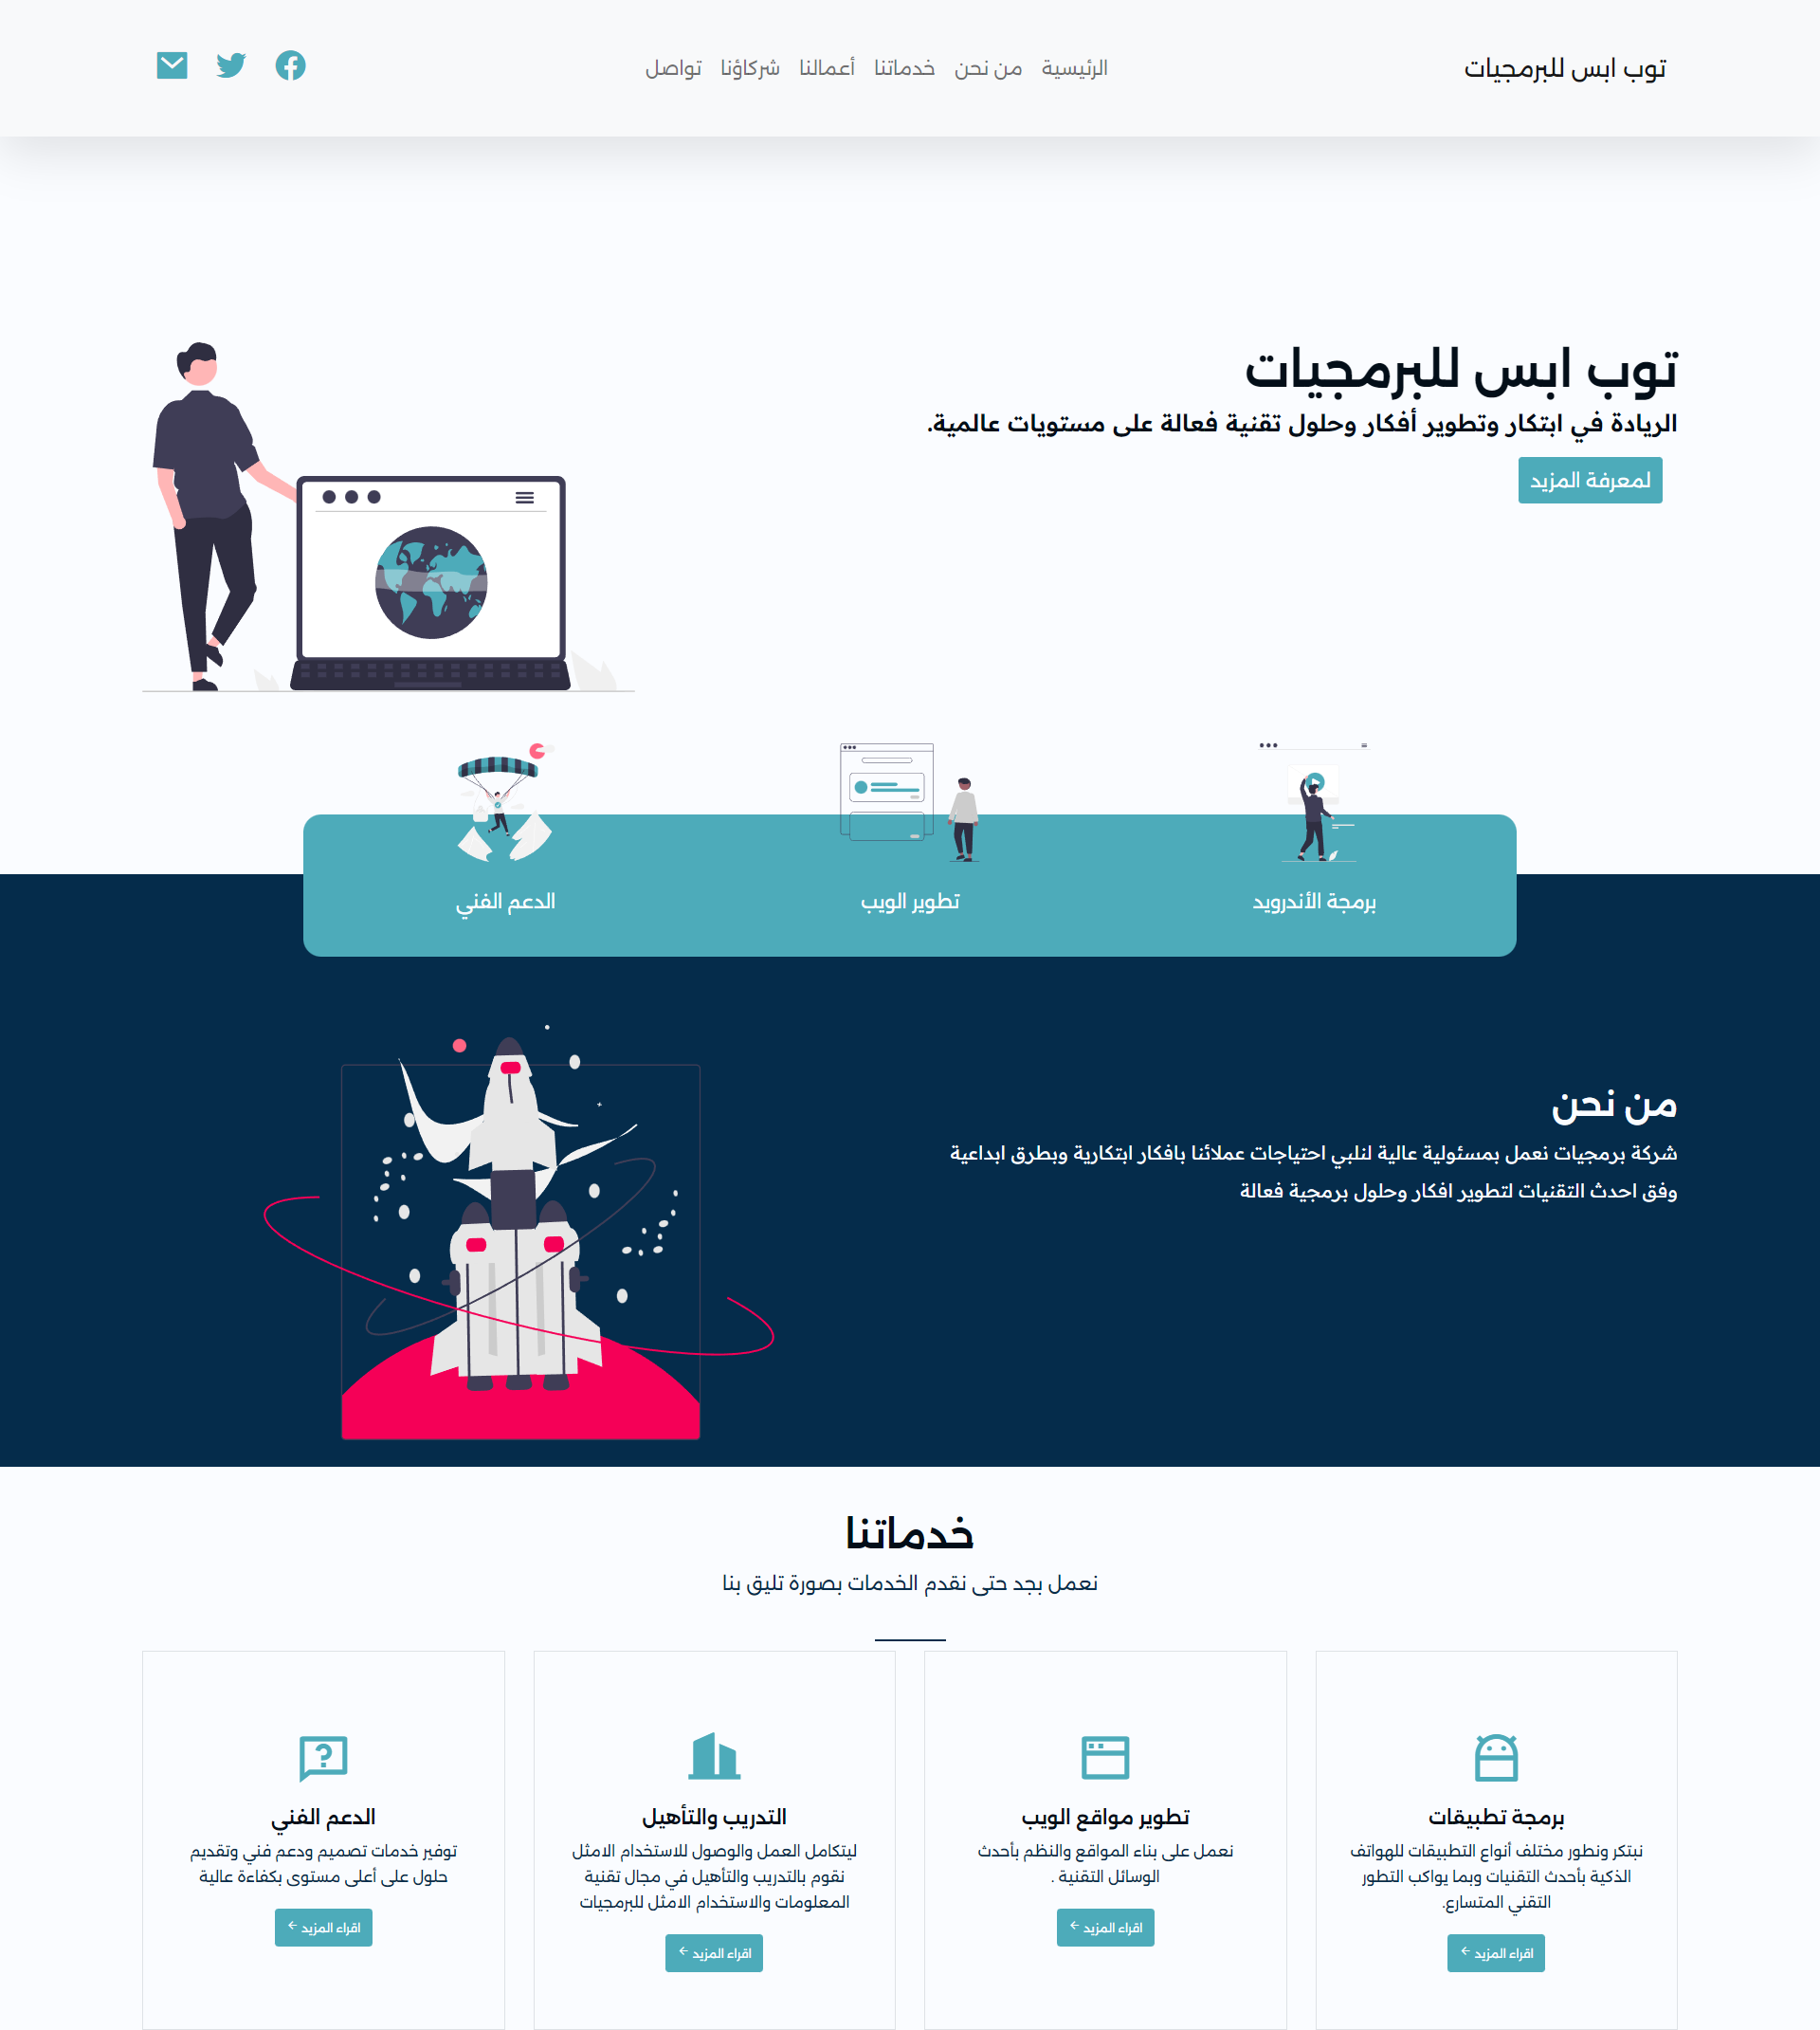 توب ابس للبرمجيات
الرئيسية من نحن خدماتنا أعمالنا شركاؤنا تواصل
توب ابس للبرمجيات
الريادة في ابتكار وتطوير أفكار وحلول تقنية فعالة على مستويات عالمية.
لمعرفة المزيد
برمجة الأندرويد
تطوير الويب
الدعم الفني
من نحن
شركة برمجيات نعمل بمسئولية عالية لنلبي احتياجات عملائنا بافكار ابتكارية وبطرق ابداعية
وفق احدث التقنيات لتطوير افكار وحلول برمجية فعالة
خدماتنا
نعمل بجد حتى نقدم الخدمات بصورة تليق بنا
برمجة تطبيقات
نبتكر ونطور مختلف أنواع التطبيقات للهواتف
الذكية بأحدث التقنيات وبما يواكب التطور
التقني المتسارع.
اقراء المزيد
تطوير مواقع الويب
نعمل على بناء المواقع والنظم بأحدث
الوسائل التقنية .
اقراء المزيد
التدريب والتأهيل
ليتكامل العمل والوصول للاستخدام الامثل
نقوم بالتدريب والتأهيل في مجال تقنية
المعلومات والاستخدام الامثل للبرمجيات
اقراء المزيد
الدعم الفني
توفير خدمات تصميم ودعم فني وتقديم
حلول على أعلى مستوى بكفاءة عالية
اقراء المزيد